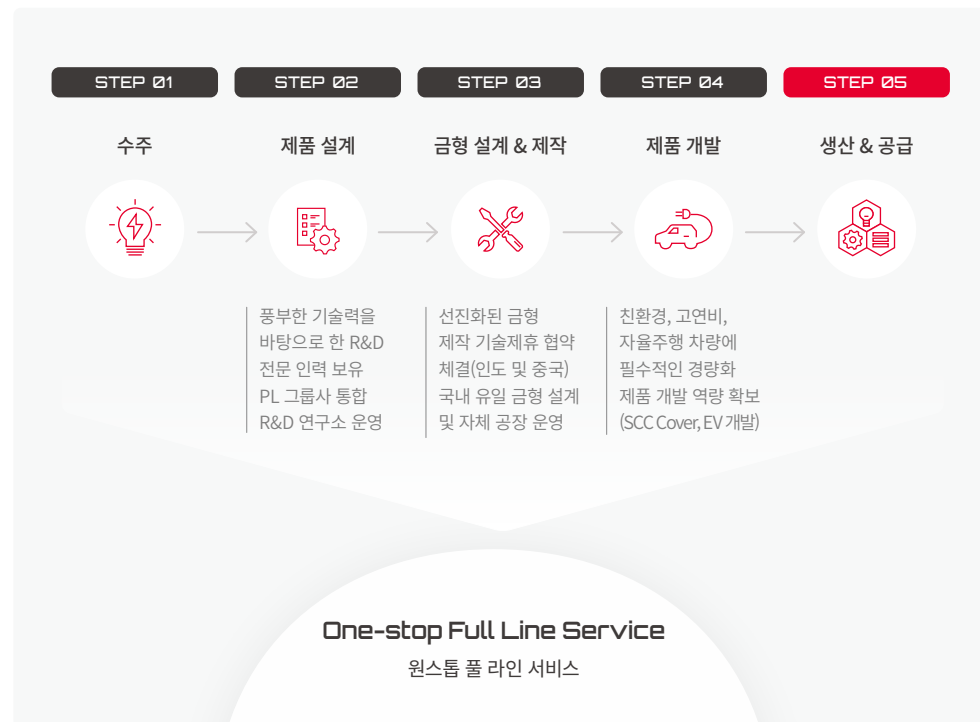 STEP 01
STEP 02
STEP 03
STEP 04
STEP 05
수주
제품 설계
금형 설계 & 제작
제품 개발
생산 & 공급
풍부한 기술력을
바탕으로 한 R&D
전문 인력 보유
PL 그룹사 통합
R&D 연구소 운영
선진화된 금형
제작 기술제휴 협약
체결(인도 및 중국)
국내 유일 금형 설계
및 자체 공장 운영
친환경, 고연비,
자율주행 차량에
필수적인 경량화
제품 개발 역량 확보
(SCC Cover, EV 개발)
One-stop Full Line Service
원스톱 풀 라인 서비스